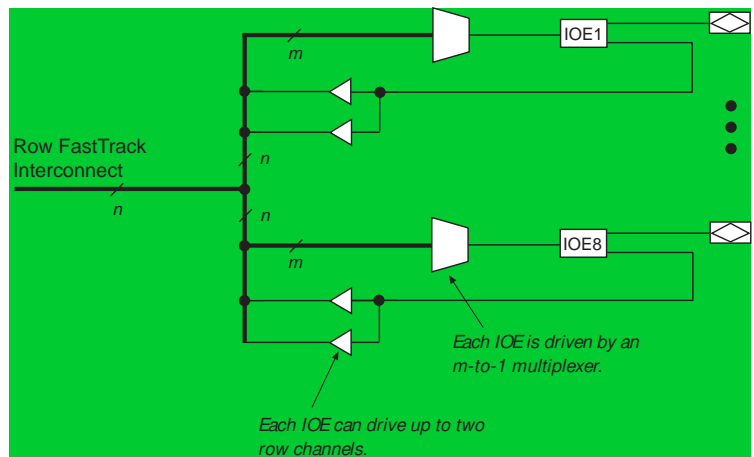 IOE1
m
Row FastTrack
Interconnect
n
n
n
m
IOE8
Each IOE is driven by an
m-to-1 multiplexer.
Each IOE can drive up to two
row channels.